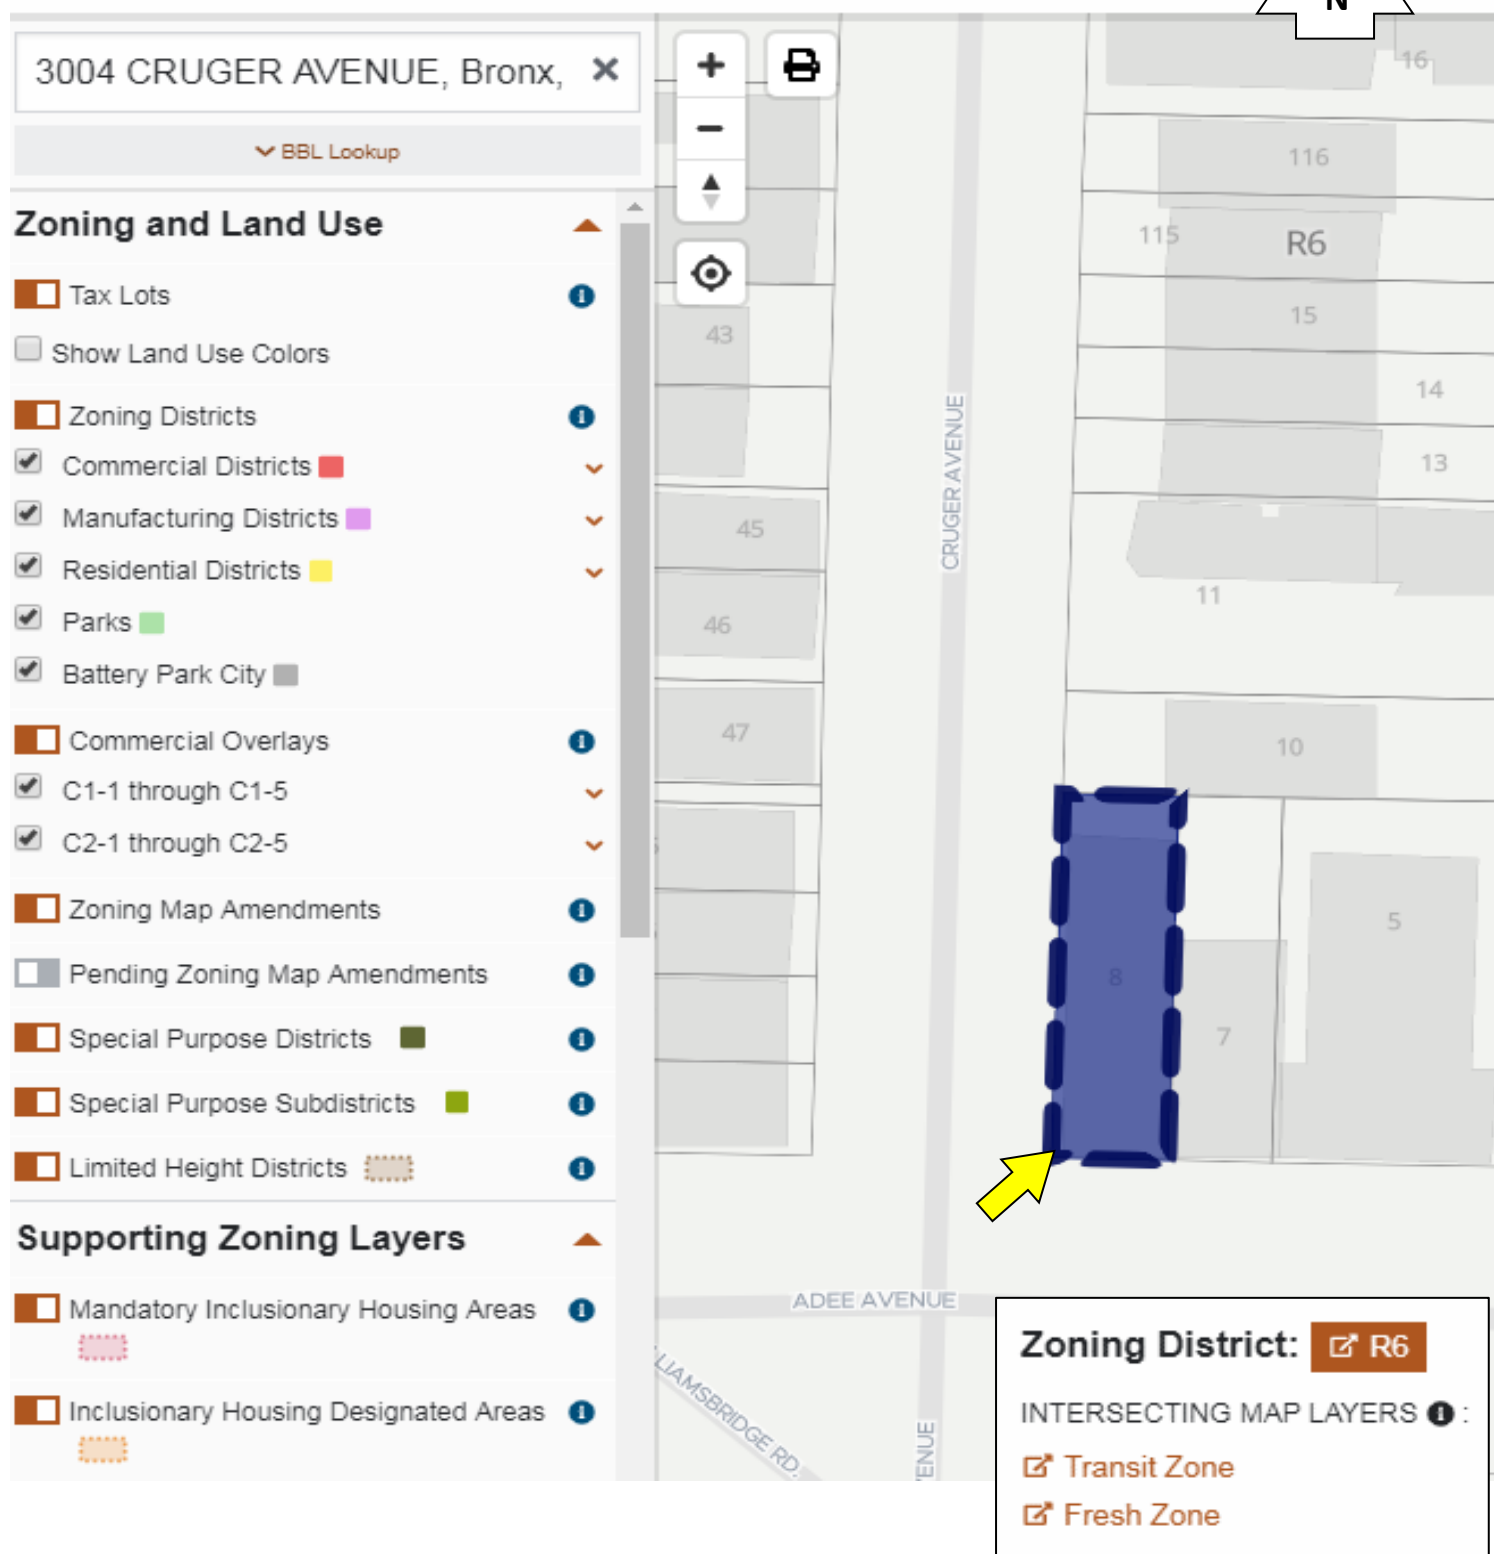 N
3004 CRUGER AVENUE, Bronx,
BBL Lookup
Zoning and Land Use
Tax Lots
Show Land Use Colors
Zoning Districts
Commercial Districts
Manufacturing Districts
Residential Districts
Parks
Battery Park City
Commercial Overlays
C1-1 through C1-5
C2-1 through C2-5
Zoning Map Amendments
Pending Zoning Map Amendments
Special Purpose Districts
Special Purpose Subdistricts
Limited Height Districts
Supporting Zoning Layers
Mandatory Inclusionary Housing Areas
Inclusionary Housing Designated Areas
16
116
115
R6
15
14
13
11
10
43
45
46
47
8
7
5
CRUGER AVENUE
ADEE AVENUE
LIAMSBRIDGE RD.
ENUE
Zoning District: R6
INTERSECTING MAP LAYERS :
Transit Zone
Fresh Zone